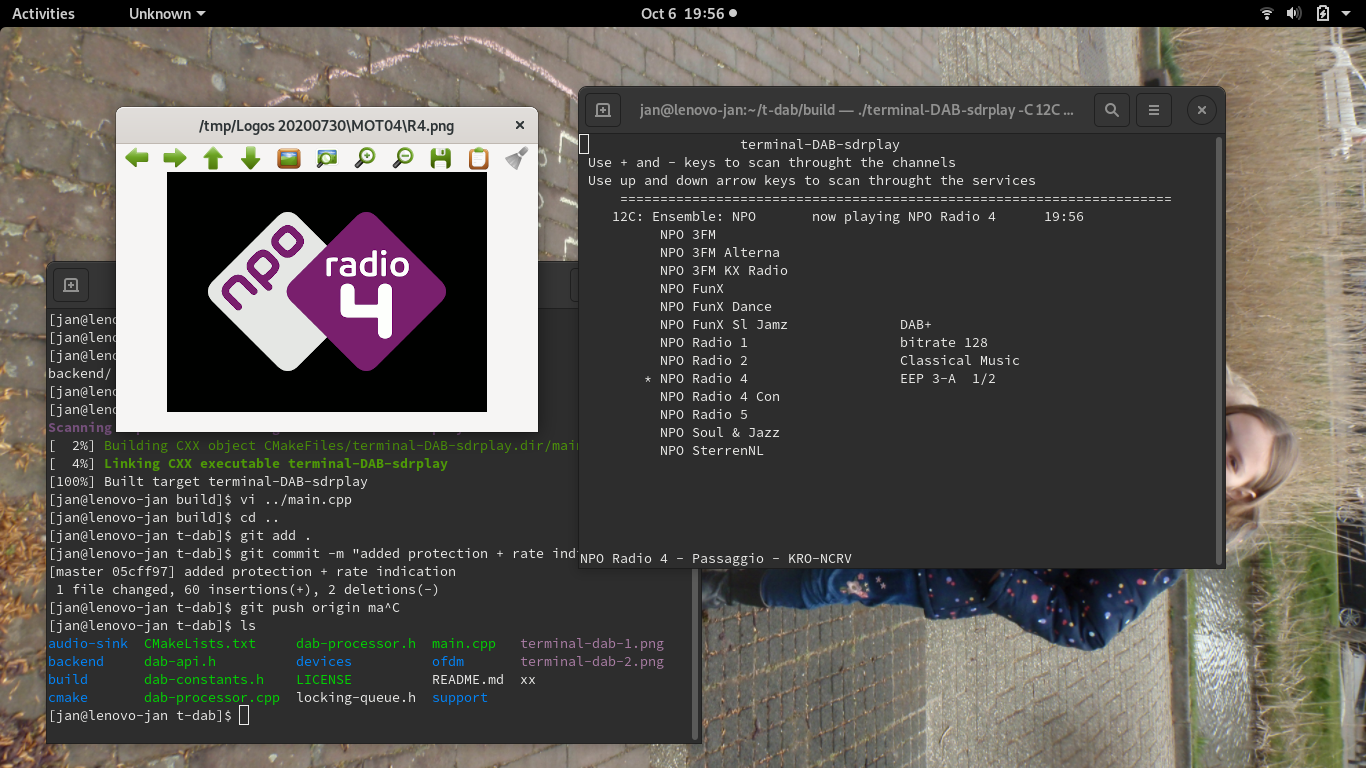 Activities
Unknown
Oct 6 19:56
/tmp/Logos 20200730\MOT04\R4.png
npo
radio
4
jan@lenovo-jan:~/t-dab/build — ./terminal-DAB-sdrplay -C 12C ...
terminal-DAB-sdrplay
Use + and - keys to scan throught the channels
Use up and down arrow keys to scan throught the services
=====================================================================
12C: Ensemble: NPO now playing NPO Radio 4 19:56
NPO 3FM
NPO 3FM Alterna
NPO 3FM KX Radio
NPO FunX
NPO FunX Dance
NPO FunX Sl Jamz DAB+
NPO Radio 1 bitrate 128
NPO Radio 2 Classical Music
* NPO Radio 4 EEP 3-A 1/2
NPO Radio 4 Con
NPO Radio 5
NPO Soul & Jazz
NPO SterrenNL
NPO Radio 4 - Passaggio - KRO-NCRV
[jan@leno
[jan@leno
[jan@leno
backend/
[jan@leno
[jan@leno
Scanning
[ 2%] Building CXX object CMakeFiles/terminal-DAB-sdrplay.dir/main
[ 4%] Linking CXX executable terminal-DAB-sdrplay
[100%] Built target terminal-DAB-sdrplay
[jan@lenovo-jan build]$ vi ../main.cpp
[jan@lenovo-jan build]$ cd ..
[jan@lenovo-jan t-dab]$ git add .
[jan@lenovo-jan t-dab]$ git commit -m "added protection + rate ind
[master 05cff97] added protection + rate indication
1 file changed, 60 insertions(+), 2 deletions(-)
[jan@lenovo-jan t-dab]$ git push origin ma^C
[jan@lenovo-jan t-dab]$ ls
audio-sink CMakeLists.txt dab-processor.h main.cpp terminal-dab-1.png
backend dab-api.h devices ofdm terminal-dab-2.png
build dab-constants.h LICENSE README.md xx
cmake dab-processor.cpp locking-queue.h support
[jan@lenovo-jan t-dab]$